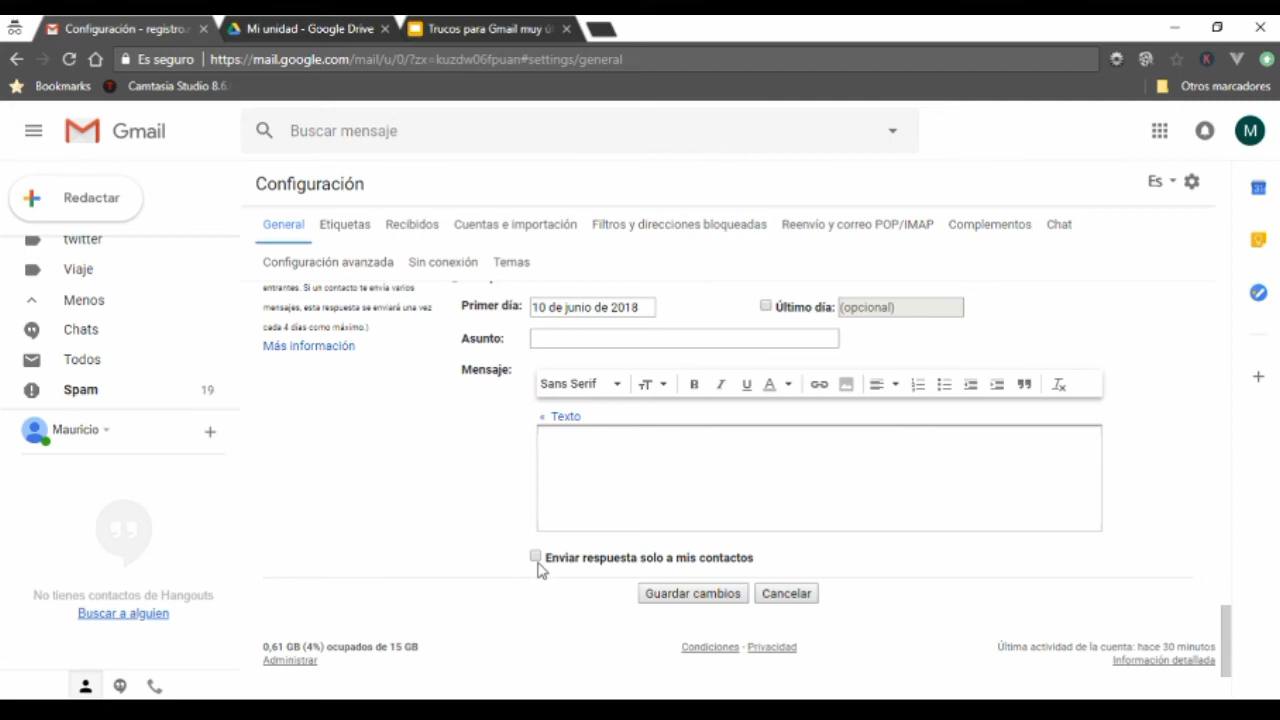 Configuración - registro.
Mi unidad - Google Drive
Trucos para Gmail muy ú
Es seguro
https://mail.google.com/mail/u/0/?zx=kuzdw06fpuan#settings/general
Bookmarks
Camtasia Studio 8.6.
Otros marcadores
Gmail
Buscar mensaje
M
Redactar
twitter
Viaje
Menos
Chats
Todos
Spam 19
Mauricio
No tienes contactos de Hangouts
Buscar a alguien
Configuración
Es
General Etiquetas Recibidos Cuentas e importación Filtros y direcciones bloqueadas Reenvío y correo POP/IMAP Complementos Chat
Configuración avanzada Sin conexión Temas
entrantes. Si un contacto te envía varios
mensajes, esta respuesta se enviará una vez
cada 4 días como máximo.)
Más información
Primer día: 10 de junio de 2018 Último día: (opcional)
Asunto:
Mensaje:
Sans Serif
« Texto
Enviar respuesta solo a mis contactos
Guardar cambios Cancelar
0,61 GB (4%) ocupados de 15 GB
Administrar
Condiciones - Privacidad
Última actividad de la cuenta: hace 30 minutos
Información detallada
31